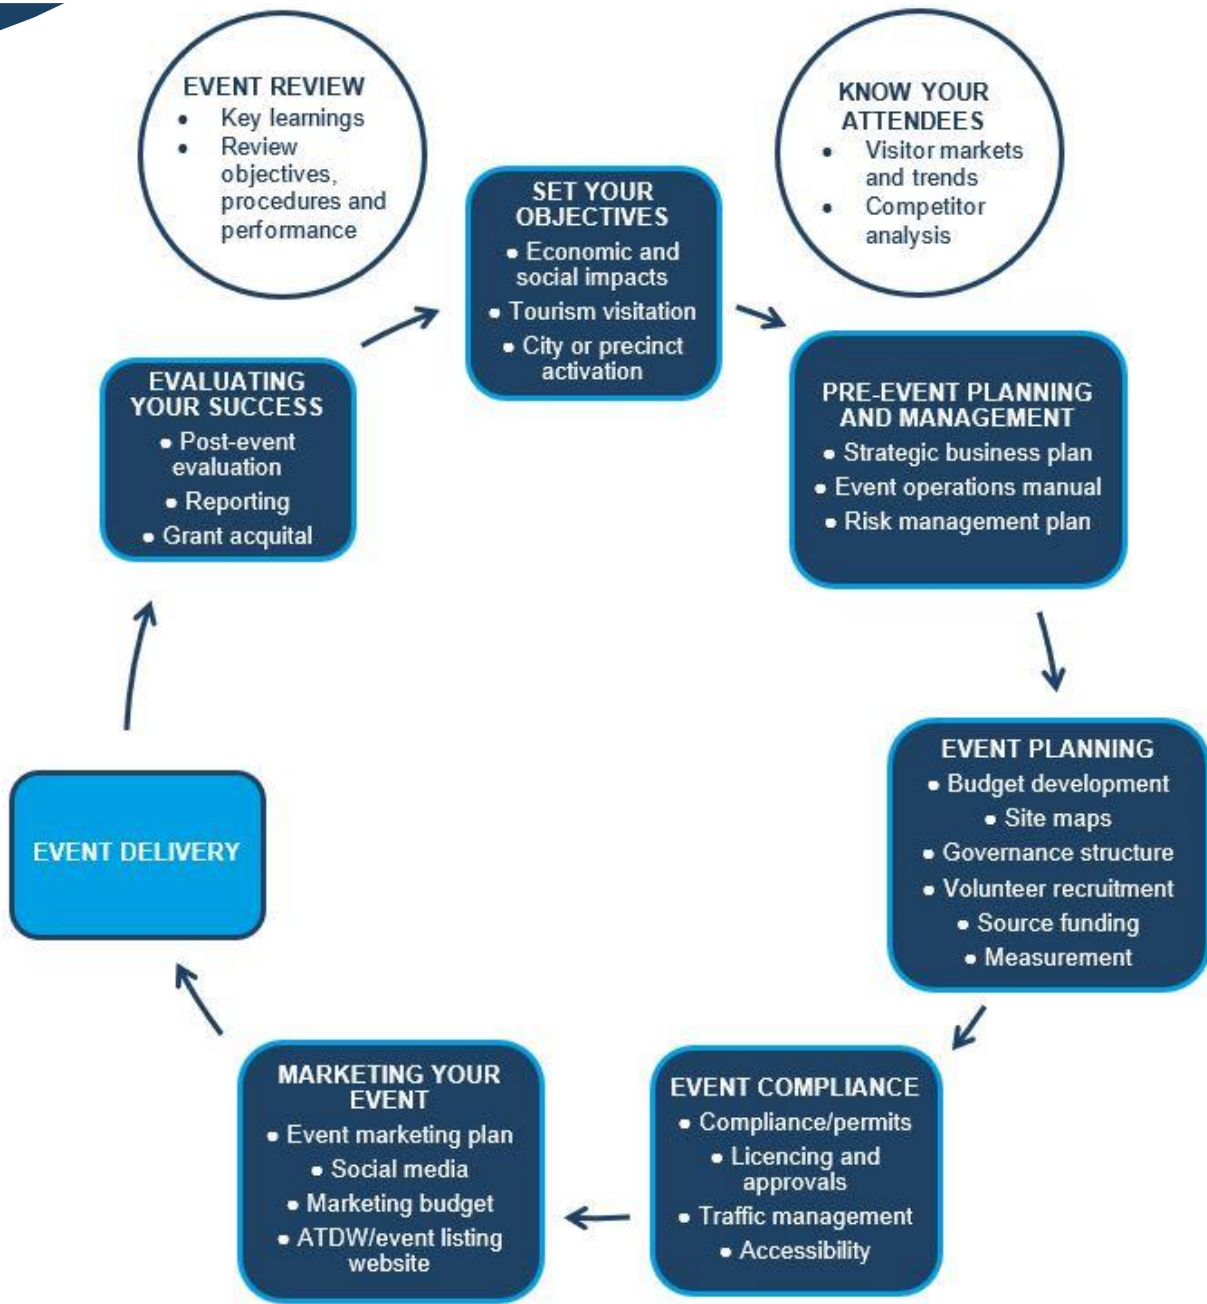 EVENT REVIEW
• Key learnings
• Review
objectives,
procedures and
performance
KNOW YOUR
ATTENDEES
• Visitor markets
and trends
• Competitor
analysis
SET YOUR
OBJECTIVES
• Economic and
social impacts
• Tourism visitation
• City or precinct
activation
PRE-EVENT PLANNING
AND MANAGEMENT
• Strategic business plan
• Event operations manual
• Risk management plan
EVENT PLANNING
• Budget development
• Site maps
• Governance structure
• Volunteer recruitment
• Source funding
• Measurement
EVENT COMPLIANCE
• Compliance/permits
• Licencing and
approvals
• Traffic management
• Accessibility
MARKETING YOUR
EVENT
• Event marketing plan
• Social media
• Marketing budget
• ATDW/event listing
website
EVENT DELIVERY
EVALUATING
YOUR SUCCESS
• Post-event
evaluation
• Reporting
• Grant acquital